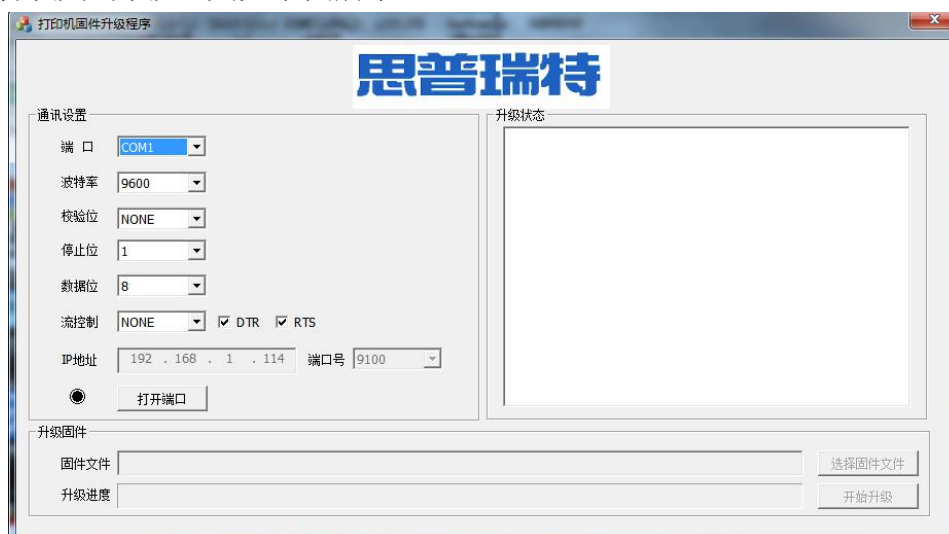 打印机固件升级程序
思普瑞特
通讯设置
端 口 COM1
波特率 9600
校验位 NONE
停止位 1
数据位 8
流控制 NONE DTR RTS
IP地址 192 . 168 . 1 . 114 端口号 9100
打开端口
升级状态
升级固件
固件文件 选择固件文件
升级进度 开始升级